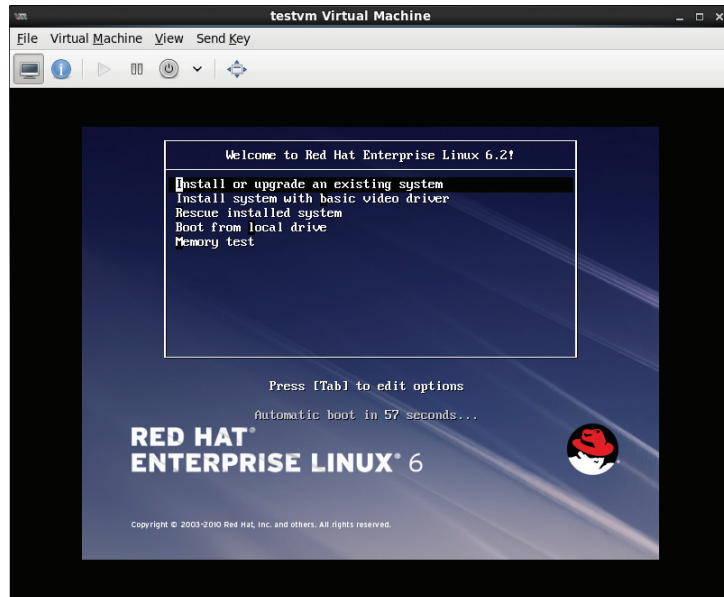 testvm Virtual Machine
File Virtual Machine View Send Key
Welcome to Red Hat Enterprise Linux 6.2!
Install or upgrade an existing system
Install system with basic video driver
Rescue installed system
Boot from local drive
Memory test
Press [Tab] to edit options
Automatic boot in 57 seconds...
RED HAT®
ENTERPRISE LINUX® 6
Copyright © 2003-2010 Red Hat, Inc. and others. All rights reserved.